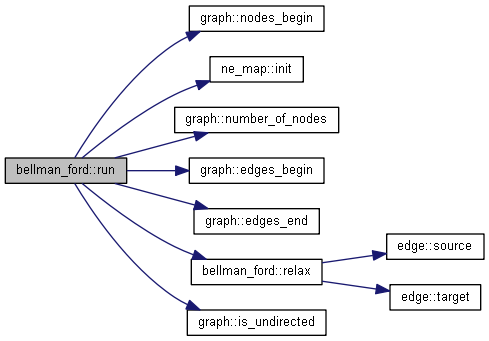 graph::nodes_begin
ne_map::init
graph::number_of_nodes
bellman_ford::run
graph::edges_begin
graph::edges_end
bellman_ford::relax
edge::source
edge::target
graph::is_undirected